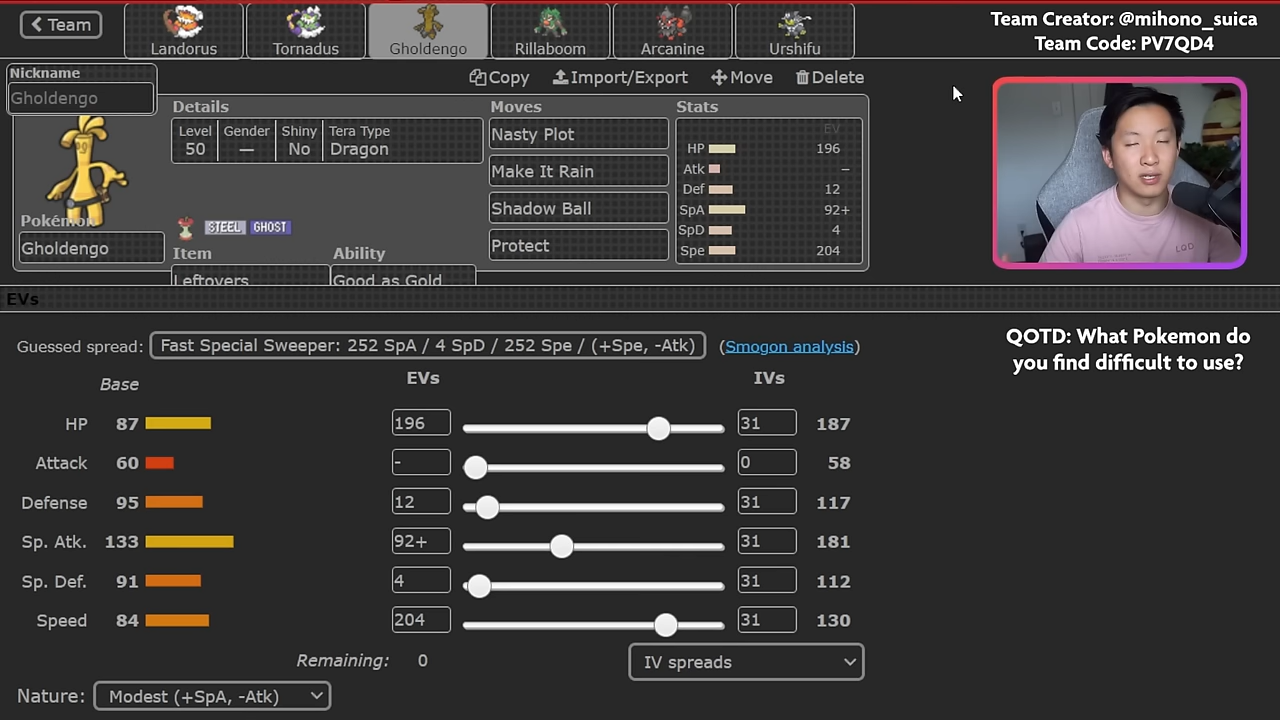 Team
Landorus
Tornadus
Gholdengo
Rillaboom
Arcanine
Urshifu
Team Creator: @mihono_suica
Team Code: PV7QD4
Nickname
Gholdengo
Copy
Import/Export
Move
Delete
Details
Level
50
Gender
—
Shiny
No
Tera Type
Dragon
Pokémon
Gholdengo
STEEL GHOST
Item
Leftovers
Ability
Good as Gold
Moves
Nasty Plot
Make It Rain
Shadow Ball
Protect
Stats
EV
HP 196
Atk –
Def 12
SpA 92+
SpD 4
Spe 204
LQD
EVs
Guessed spread: Fast Special Sweeper: 252 SpA / 4 SpD / 252 Spe / (+Spe, -Atk) (Smogon analysis)
Base EVs IVs
HP 87 196 31 187
Attack 60 - 0 58
Defense 95 12 31 117
Sp. Atk. 133 92+ 31 181
Sp. Def. 91 4 31 112
Speed 84 204 31 130
Remaining: 0
IV spreads
Nature: Modest (+SpA, -Atk)
QOTD: What Pokemon do
you find difficult to use?